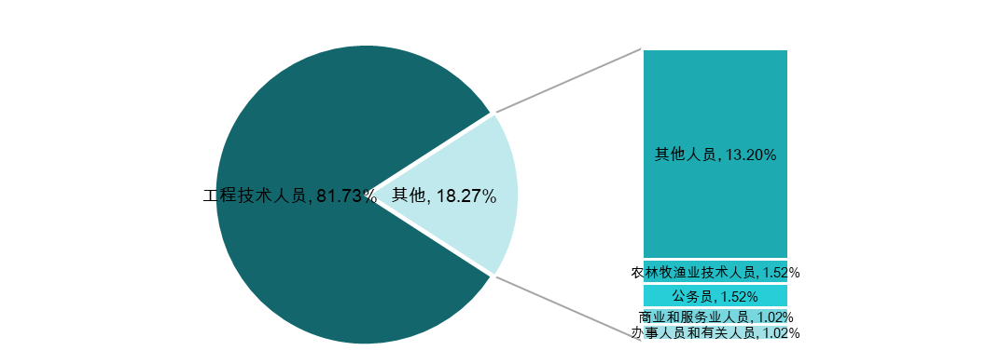 工程技术人员, 81.73%
其他, 18.27%
其他人员, 13.20%
农林牧渔业技术人员, 1.52%
公务员, 1.52%
商业和服务业人员, 1.02%
办事人员和有关人员, 1.02%